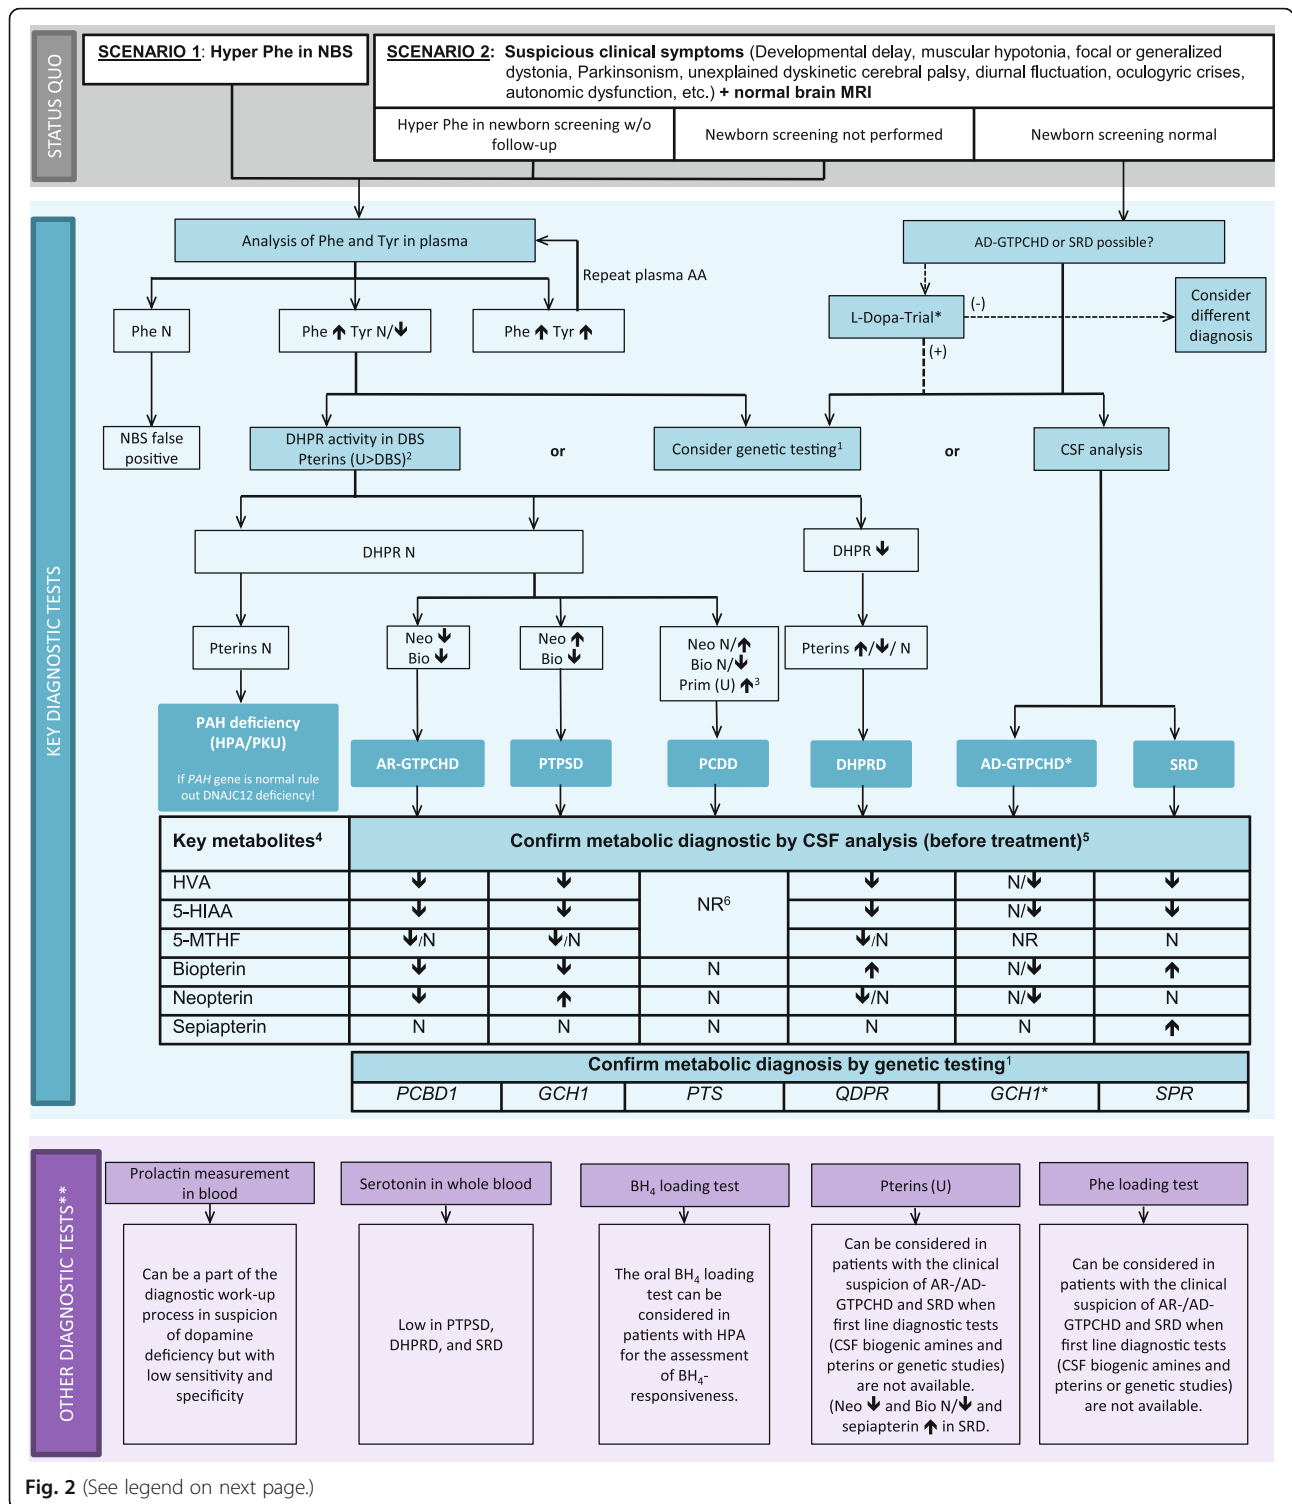 STATUS QUO
SCENARIO 1: Hyper Phe in NBS
SCENARIO 2: Suspicious clinical symptoms (Developmental delay, muscular hypotonia, focal or generalized
dystonia, Parkinsonism, unexplained dyskinetic cerebral palsy, diurnal fluctuation, oculogyric crises,
autonomic dysfunction, etc.) + normal brain MRI
Hyper Phe in newborn screening w/o
follow-up
Newborn screening not performed
Newborn screening normal
KEY DIAGNOSTIC TESTS
Analysis of Phe and Tyr in plasma
Repeat plasma AA
AD-GTPCHD or SRD possible?
Phe N
Phe 🡹 Tyr N/🡻
Phe 🡹 Tyr 🡹
L-Dopa-Trial*
(-)
(+)
Consider
different
diagnosis
NBS false
positive
DHPR activity in DBS
Pterins (U>DBS)²
or
Consider genetic testing¹
or
CSF analysis
DHPR N
DHPR 🡻
Pterins N
Neo 🡻
Bio 🡻
Neo 🡹
Bio 🡻
Neo N/🡹
Bio N/🡻
Prim (U) 🡹³
Pterins 🡹/🡻/ N
PAH deficiency
(HPA/PKU)
If PAH gene is normal rule
out DNAJC12 deficiency!
AR-GTPCHD
PTPSD
PCDD
DHPRD
AD-GTPCHD*
SRD
Key metabolites⁴ Confirm metabolic diagnostic by CSF analysis (before treatment)⁵
HVA 🡻 🡻 NR⁶ 🡻 N/🡻 🡻
5-HIAA 🡻 🡻 🡻 N/🡻 🡻
5-MTHF 🡻/N 🡻/N 🡻/N NR N
Biopterin 🡻 🡻 N 🡹 N/🡻 🡹
Neopterin 🡻 🡹 N 🡻/N N/🡻 N
Sepiapterin N N N N N 🡹
Confirm metabolic diagnosis by genetic testing¹
PCBD1 GCH1 PTS QDPR GCH1* SPR
OTHER DIAGNOSTIC TESTS**
Prolactin measurement
in blood
Can be a part of the
diagnostic work-up
process in suspicion
of dopamine
deficiency but with
low sensitivity and
specificity
Serotonin in whole blood
Low in PTPSD,
DHPRD, and SRD
BH₄ loading test
The oral BH₄ loading
test can be
considered in
patients with HPA
for the assessment
of BH₄-
responsiveness.
Pterins (U)
Can be considered in
patients with the clinical
suspicion of AR-/AD-
GTPCHD and SRD when
first line diagnostic tests
(CSF biogenic amines and
pterins or genetic studies)
are not available.
(Neo 🡻 and Bio N/🡻 and
sepiapterin 🡹 in SRD.
Phe loading test
Can be considered in
patients with the clinical
suspicion of AR-/AD-
GTPCHD and SRD when
first line diagnostic tests
(CSF biogenic amines and
pterins or genetic studies)
are not available.
Fig. 2 (See legend on next page.)